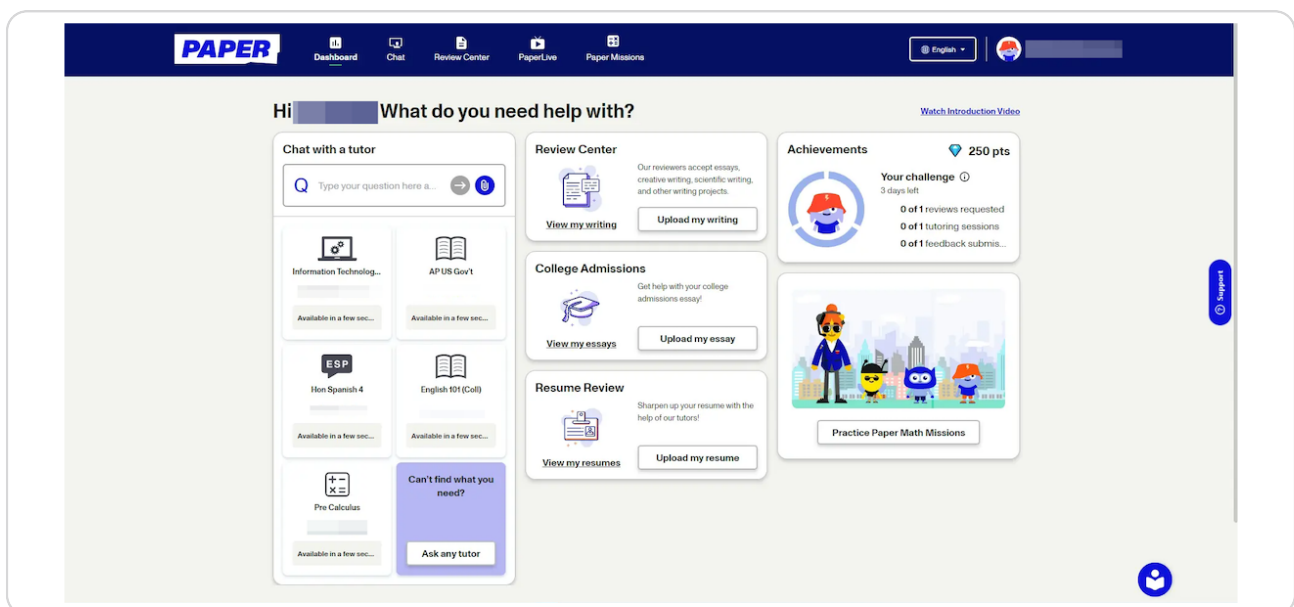 PAPER
Dashboard
Chat
Review Center
PaperLive
Paper Missions
English
Hi
What do you need help with?
Watch Introduction Video
Chat with a tutor
Type your question here a...
Information Technolog...
Available in a few sec...
AP US Gov't
Available in a few sec...
ESP
Hon Spanish 4
Available in a few sec...
English 101 (Coll)
Available in a few sec...
Pre Calculus
Available in a few sec...
Can't find what you
need?
Ask any tutor
Review Center
Our reviewers accept essays,
creative writing, scientific writing,
and other writing projects.
View my writing
Upload my writing
College Admissions
Get help with your college
admissions essay!
View my essays
Upload my essay
Resume Review
Sharpen up your resume with the
help of our tutors!
View my resumes
Upload my resume
Achievements
250 pts
Your challenge
3 days left
0 of 1 reviews requested
0 of 1 tutoring sessions
0 of 1 feedback submis...
Practice Paper Math Missions
Support